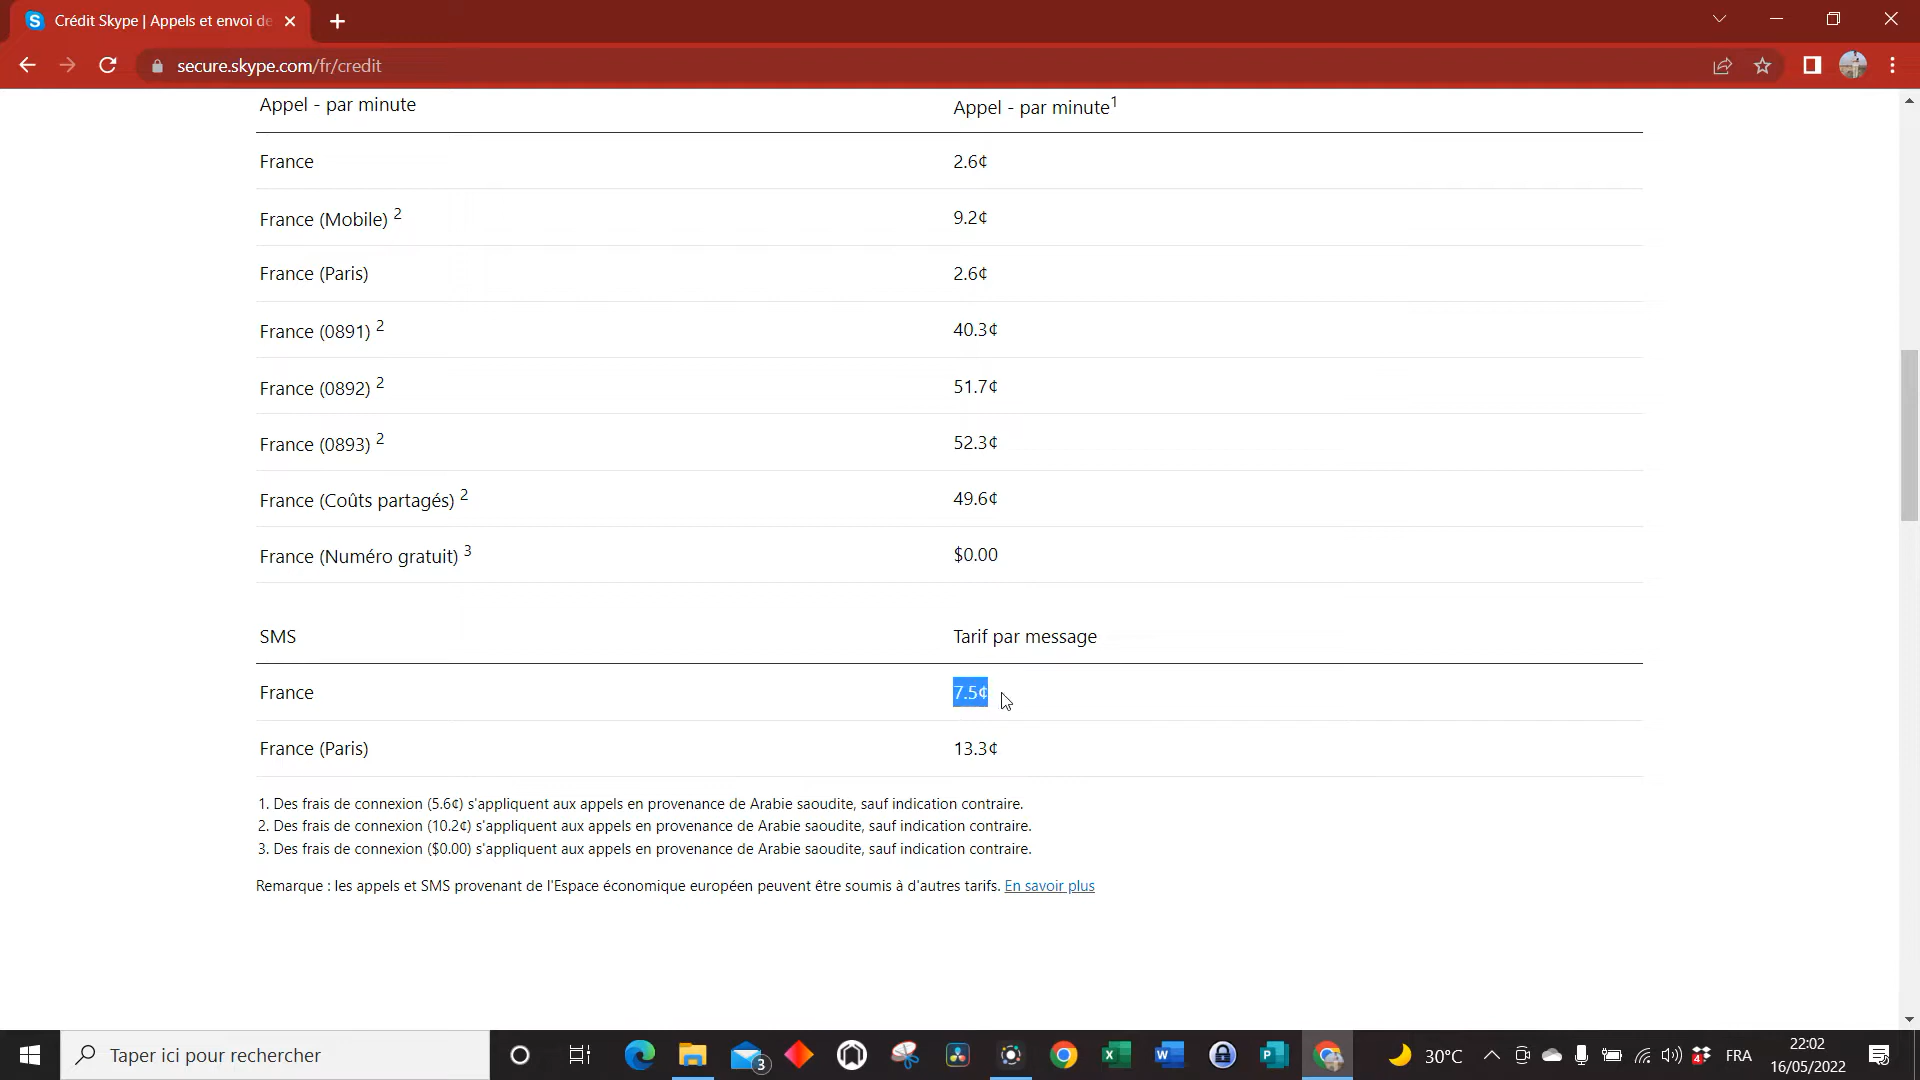 Crédit Skype | Appels et envoi de
secure.skype.com/fr/credit
Appel - par minute
Appel - par minute1
France
2.6¢
France (Mobile) 2
9.2¢
France (Paris)
2.6¢
France (0891) 2
40.3¢
France (0892) 2
51.7¢
France (0893) 2
52.3¢
France (Coûts partagés) 2
49.6¢
France (Numéro gratuit) 3
$0.00
SMS
Tarif par message
France
7.5¢
France (Paris)
13.3¢
1. Des frais de connexion (5.6¢) s'appliquent aux appels en provenance de Arabie saoudite, sauf indication contraire.
2. Des frais de connexion (10.2¢) s'appliquent aux appels en provenance de Arabie saoudite, sauf indication contraire.
3. Des frais de connexion ($0.00) s'appliquent aux appels en provenance de Arabie saoudite, sauf indication contraire.
Remarque : les appels et SMS provenant de l'Espace économique européen peuvent être soumis à d'autres tarifs. En savoir plus
Taper ici pour rechercher
3
30°C
4
FRA
22:02
16/05/2022